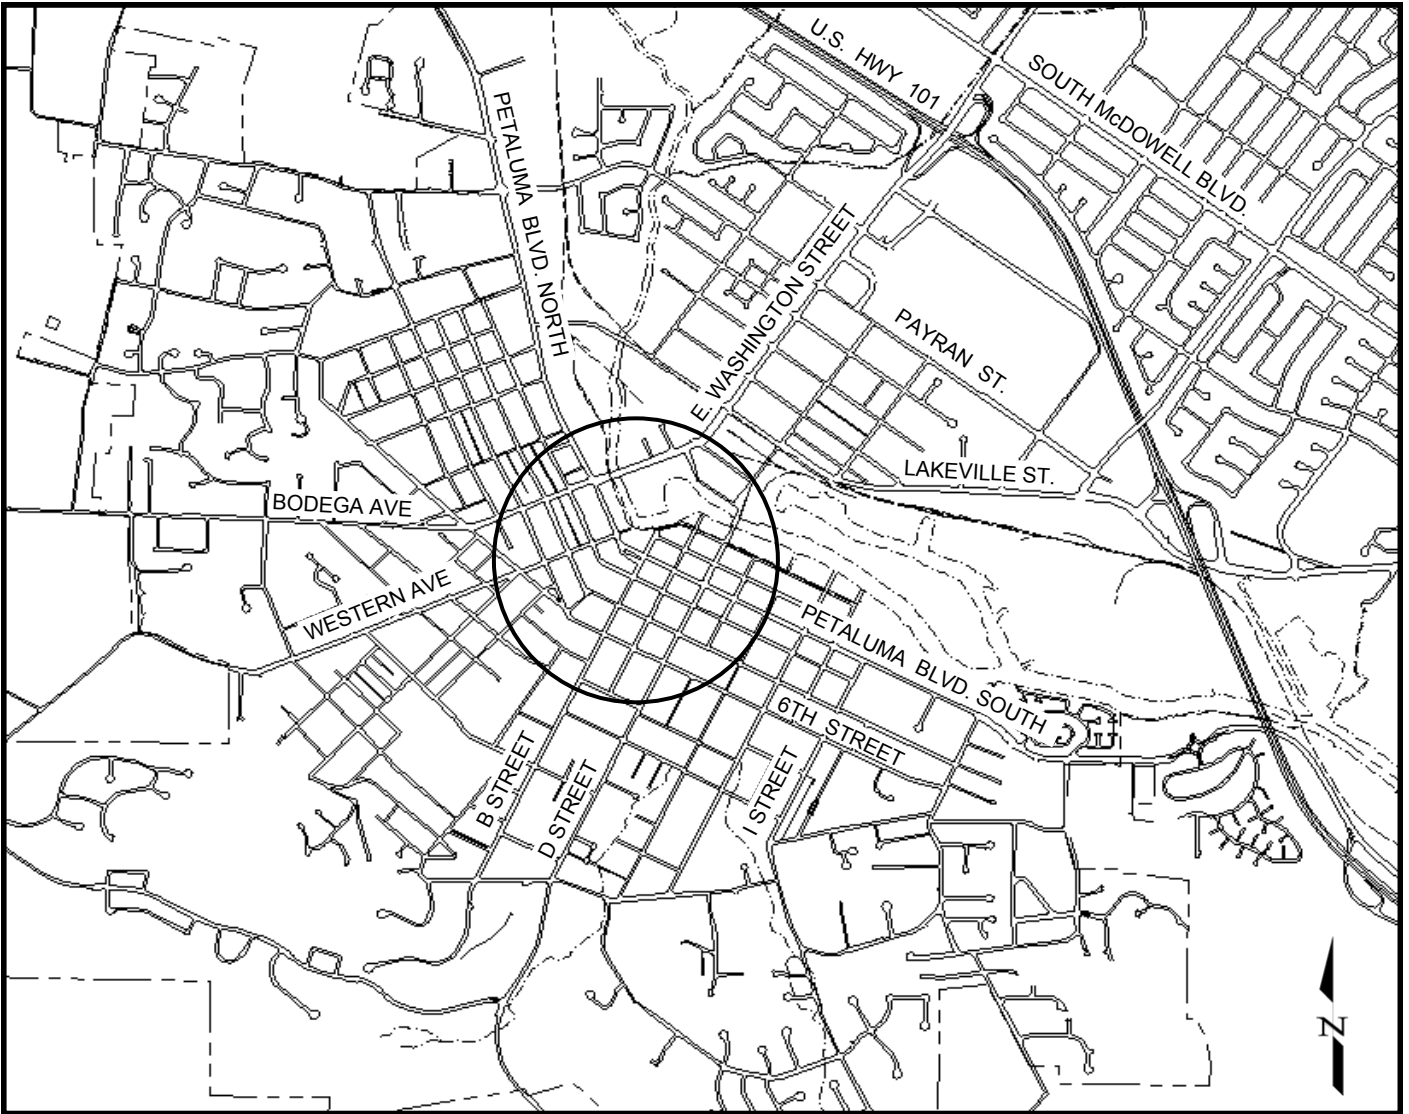 U.S. HWY 101
SOUTH McDOWELL BLVD.
PETALUMA BLVD. NORTH
E. WASHINGTON STREET
PAYRAN ST.
LAKEVILLE ST.
BODEGA AVE
WESTERN AVE
PETALUMA BLVD. SOUTH
6TH STREET
B STREET
D STREET
I STREET
N